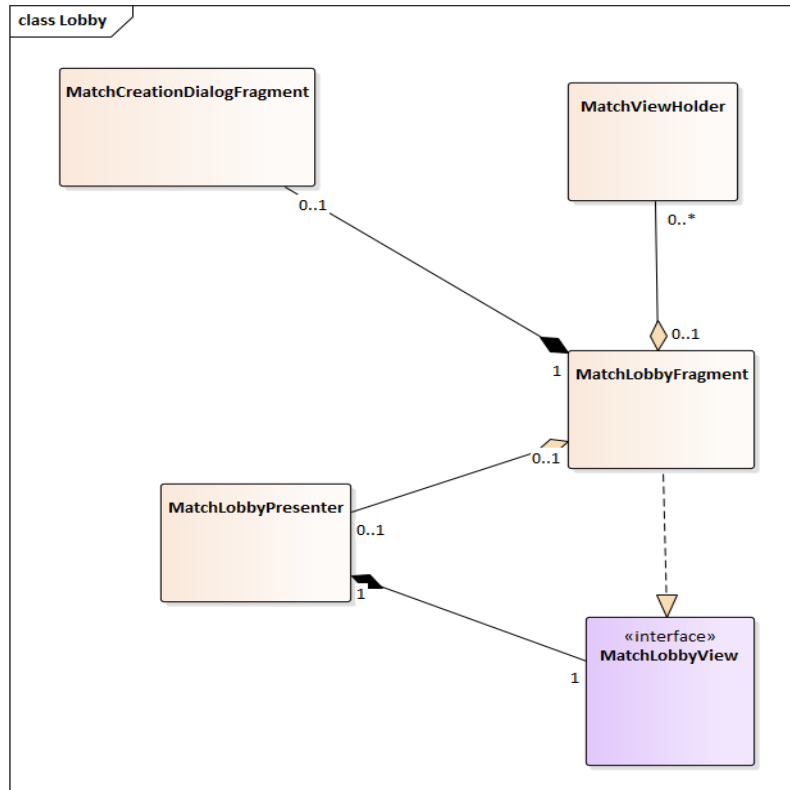 class Lobby
MatchCreationDialogFragment
MatchViewHolder
0..1
0..*
0..1
1
MatchLobbyFragment
0..1
MatchLobbyPresenter
0..1
1
«interface»
MatchLobbyView
1